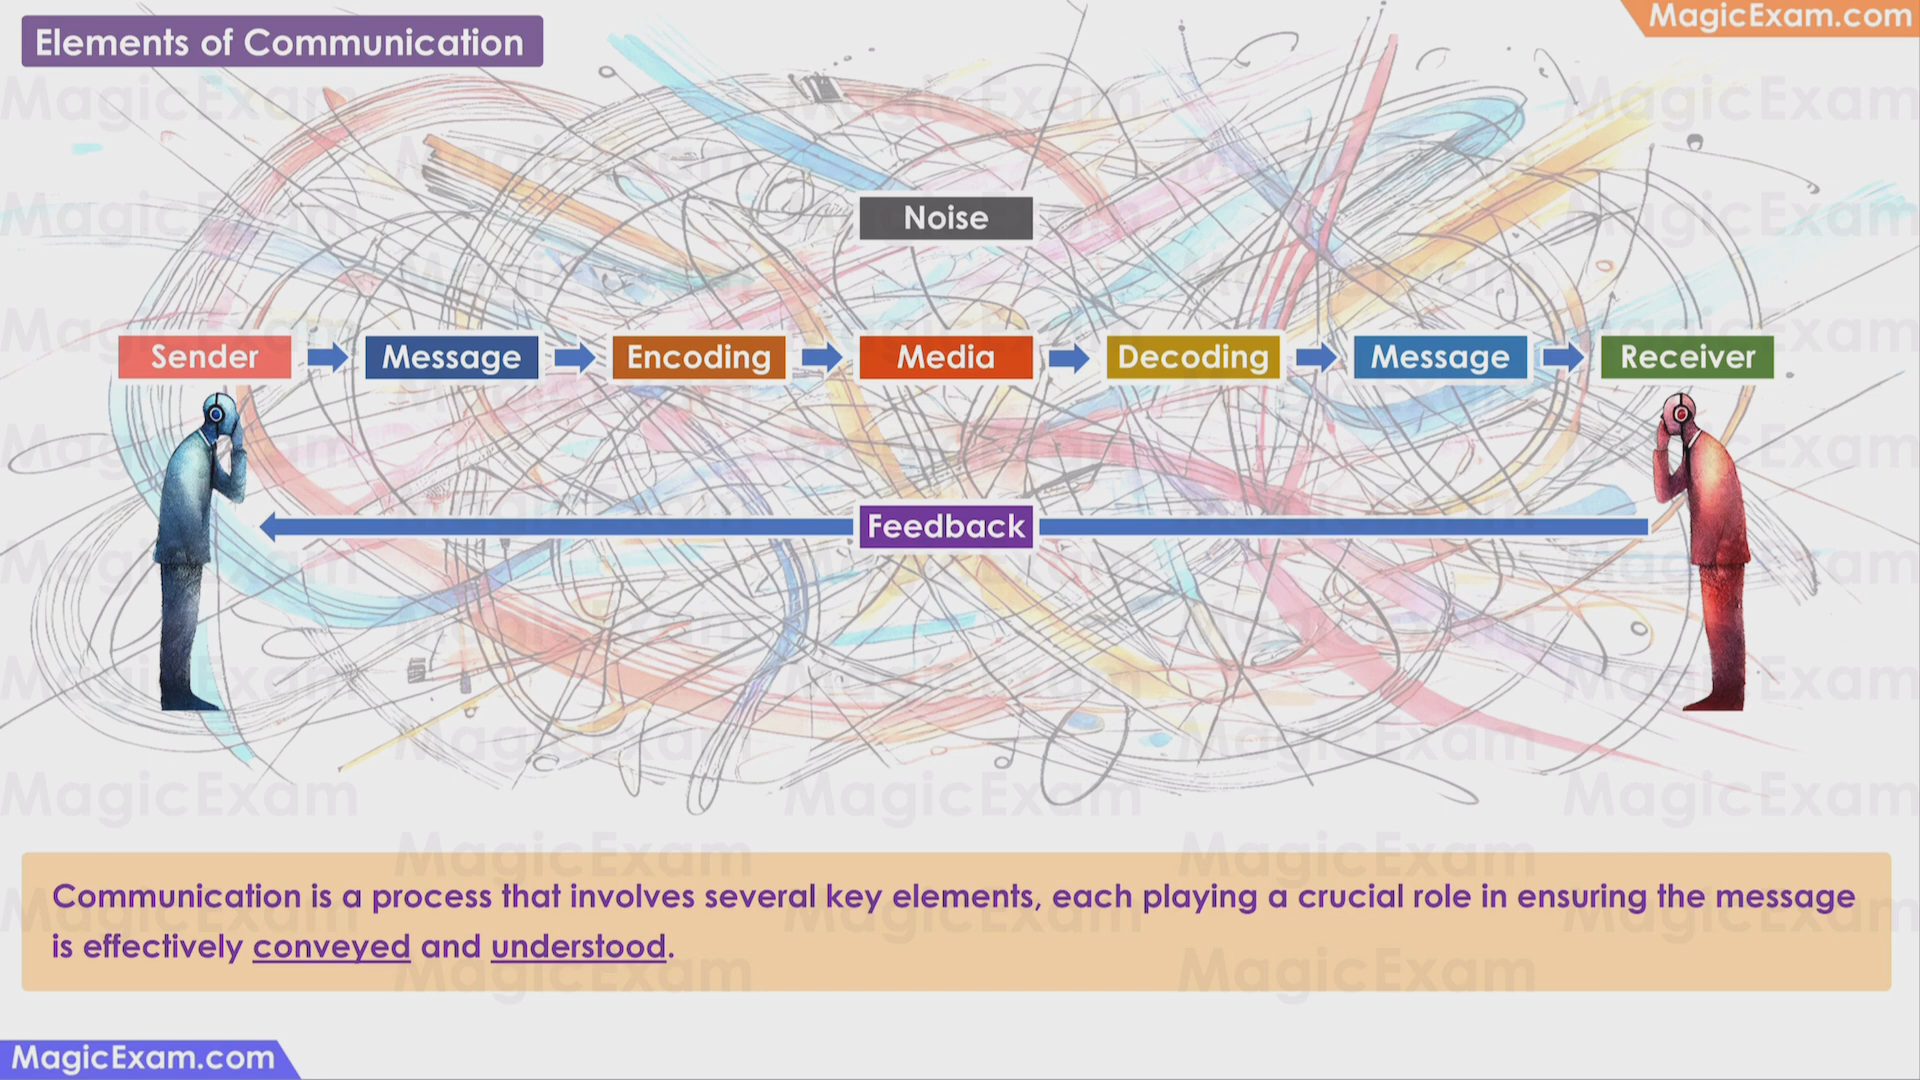 Elements of Communication
MagicExam.com
Noise
Sender
Message
Encoding
Media
Decoding
Message
Receiver
Feedback
Communication is a process that involves several key elements, each playing a crucial role in ensuring the message
is effectively conveyed and understood.
MagicExam.com